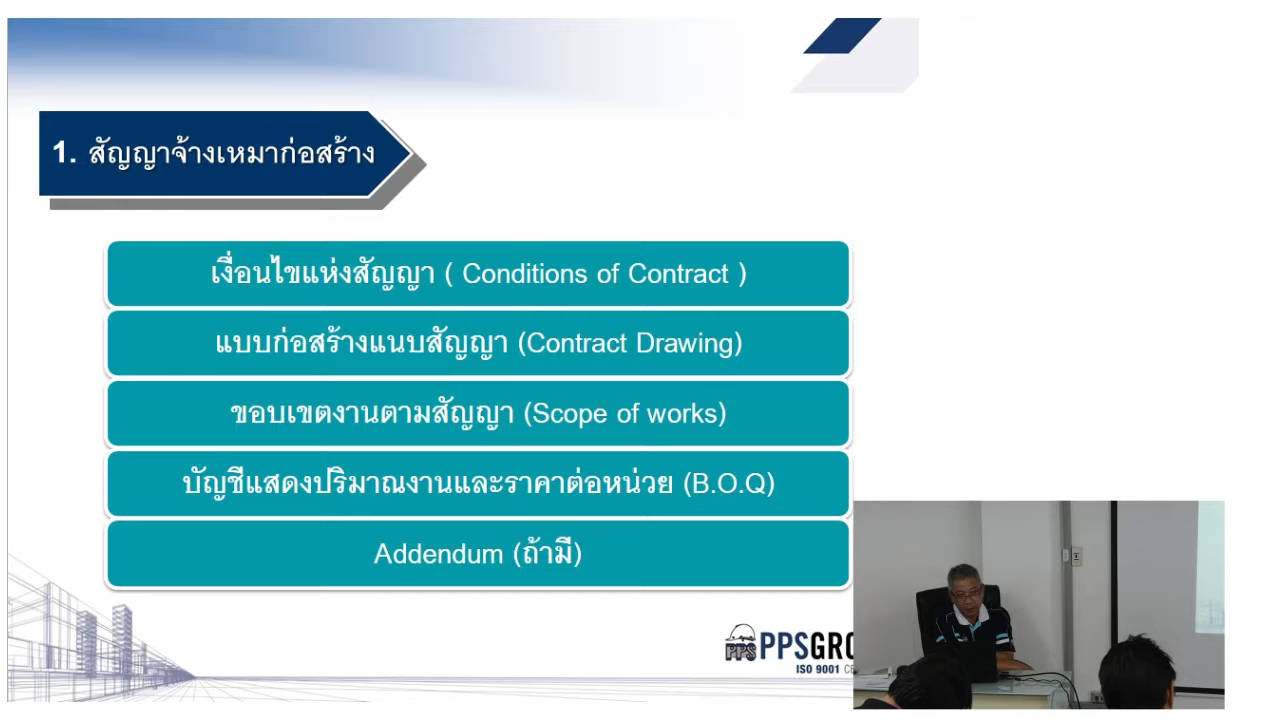 1. สัญญาจ้างเหมาก่อสร้าง
เงื่อนไขแห่งสัญญา ( Conditions of Contract )
แบบก่อสร้างแนบสัญญา (Contract Drawing)
ขอบเขตงานตามสัญญา (Scope of works)
บัญชีแสดงปริมาณงานและราคาต่อหน่วย (B.O.Q)
Addendum (ถ้ามี)
PPS PPSGRO
ISO 9001